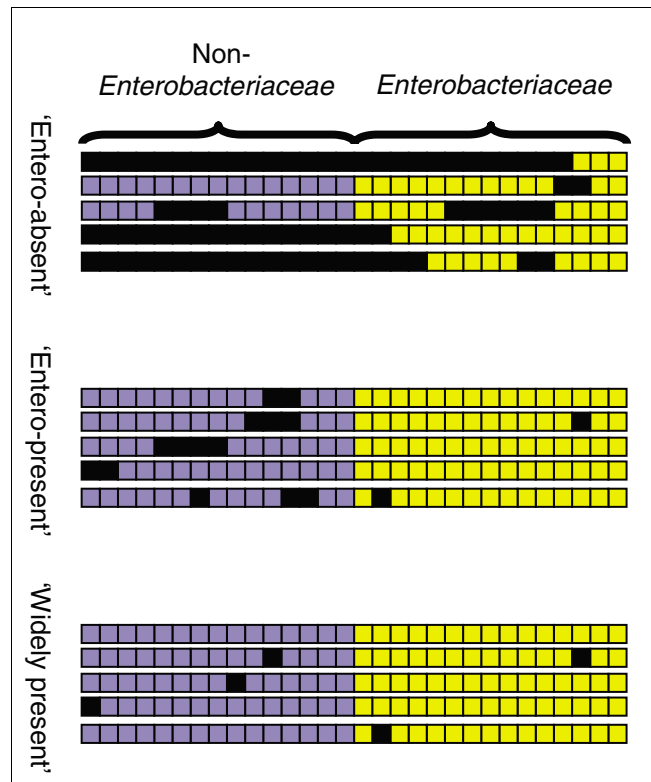 Non-
Enterobacteriaceae
Enterobacteriaceae
‘Entero-absent’
‘Entero-present’
‘Widely present’